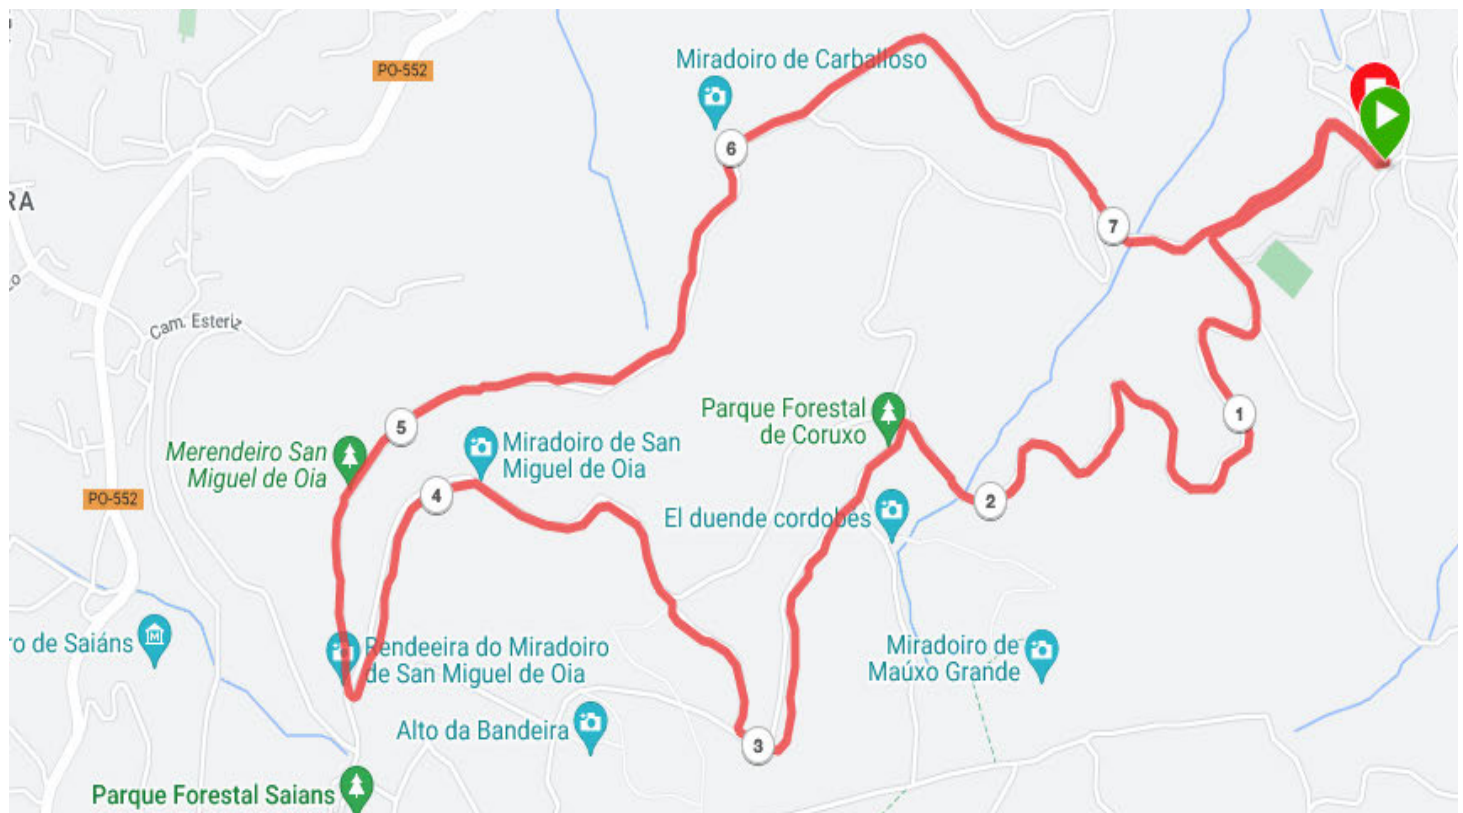 PO-552
Miradoiro de Carballoso
6
RA
7
Cam. Esteriz
Parque Forestal
de Coruxo
1
5
Merendeiro San
Miguel de Oia
Miradoiro de San
Miguel de Oia
4
PO-552
2
El duende cordobes
ro de Saiáns
Rendeeira do Miradoiro
de San Miguel de Oia
Miradoiro de
Maúxo Grande
Alto da Bandeira
3
Parque Forestal Saians